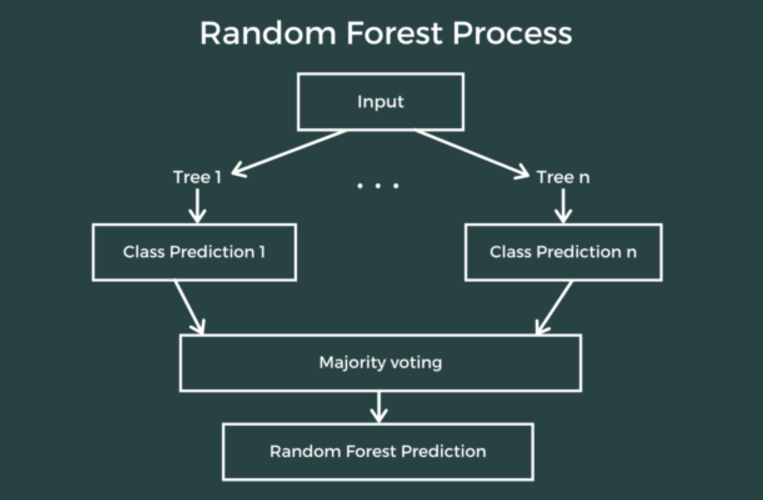 Random Forest Process
Input
Tree 1
. . .
Tree n
Class Prediction 1
Class Prediction n
Majority voting
Random Forest Prediction